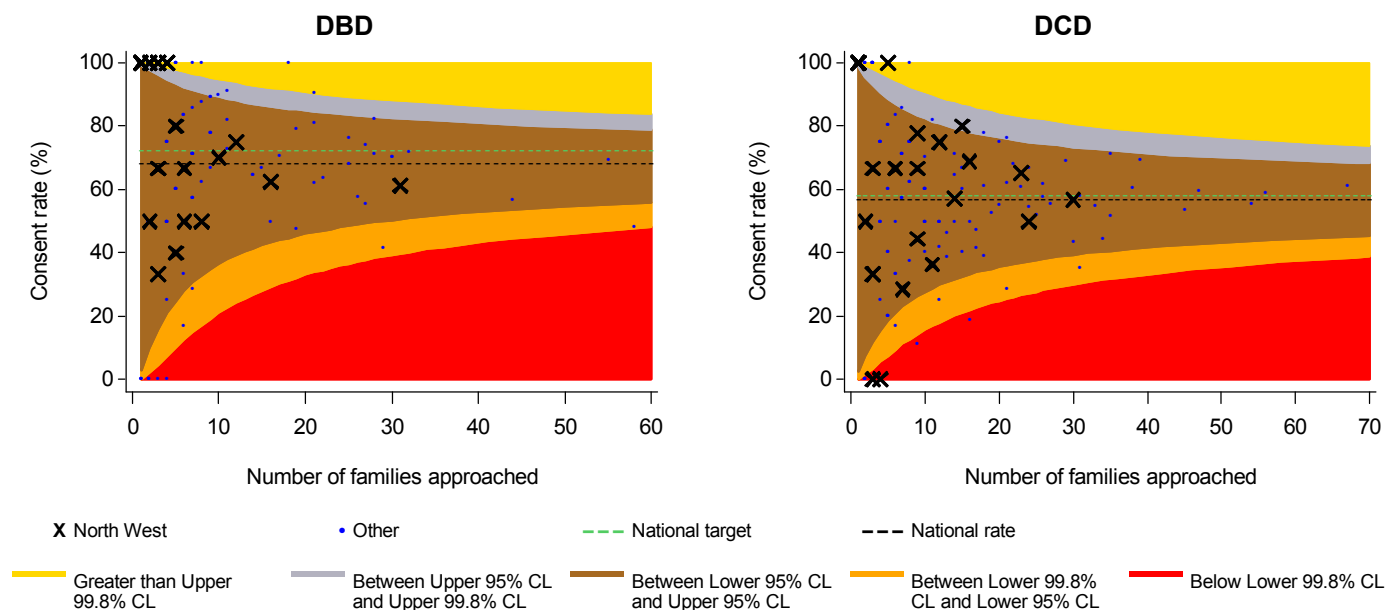 DBD
DCD
100
80
60
40
20
0
Consent rate (%)
0 10 20 30 40 50 60
Number of families approached
100
80
60
40
20
0
Consent rate (%)
0 10 20 30 40 50 60 70
Number of families approached
X North West
Other
National target
National rate
Greater than Upper
99.8% CL
Between Upper 95% CL
and Upper 99.8% CL
Between Lower 95% CL
and Upper 95% CL
Between Lower 99.8%
CL and Lower 95% CL
Below Lower 99.8% CL